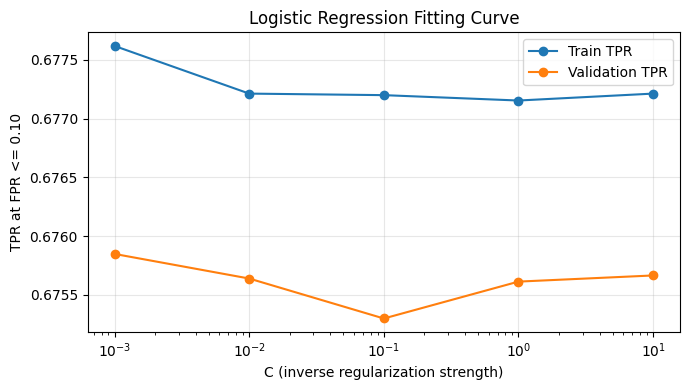 Logistic Regression Fitting Curve
Train TPR
Validation TPR
TPR at FPR <= 0.10
0.6775
0.6770
0.6765
0.6760
0.6755
10⁻³ 10⁻² 10⁻¹ 10⁰ 10¹
C (inverse regularization strength)